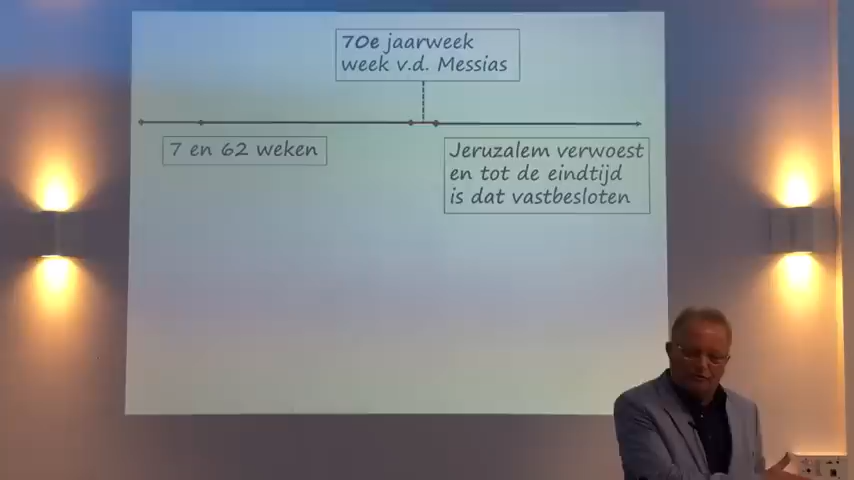 70e jaarweek
week v.d. Messias
7 en 62 weken
Jeruzalem verwoest
en tot de eindtijd
is dat vastbesloten